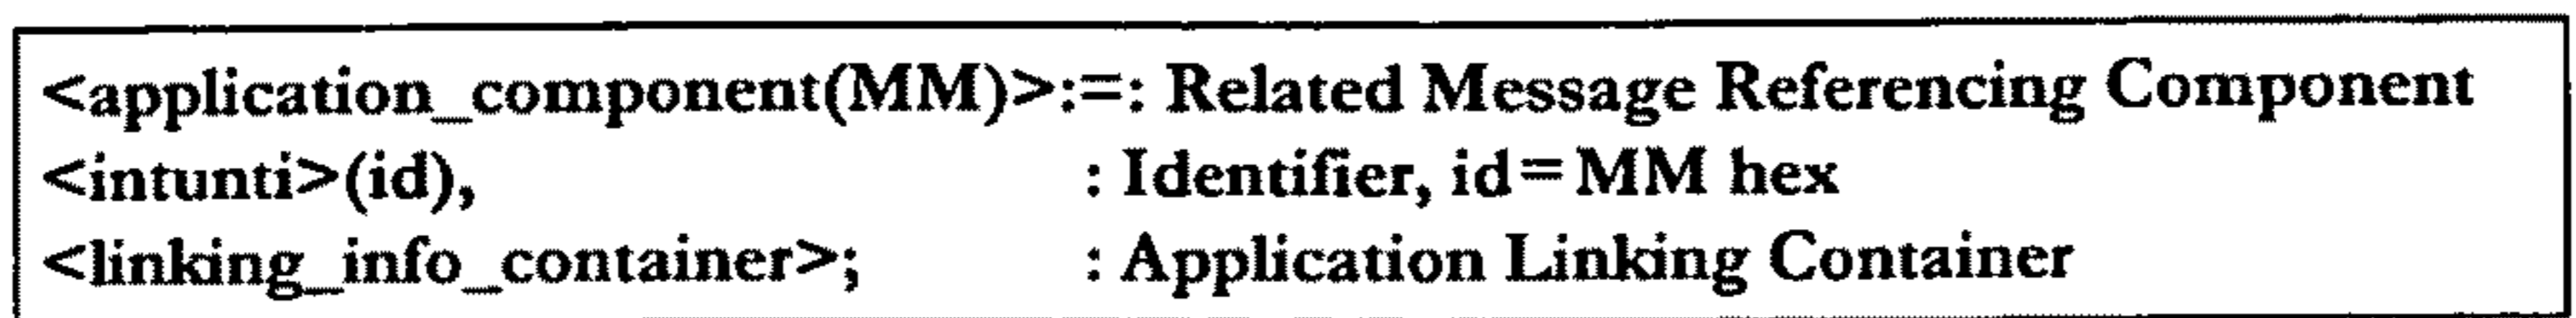 <application_component(MM)>:=: Related Message Referencing Component
<intunti>(id), : Identifier, id=MM hex
<linking_info_container>; : Application Linking Container